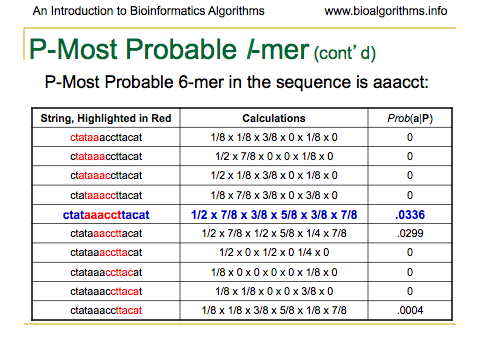 An Introduction to Bioinformatics Algorithms www.bioalgorithms.info
P-Most Probable l-mer (cont’ d)
P-Most Probable 6-mer in the sequence is aaacct:
String, Highlighted in Red Calculations Prob(a|P)
ctataaaccttacat 1/8 x 1/8 x 3/8 x 0 x 1/8 x 0 0
ctataaaccttacat 1/2 x 7/8 x 0 x 0 x 1/8 x 0 0
ctataaaccttacat 1/2 x 1/8 x 3/8 x 0 x 1/8 x 0 0
ctataaaccttacat 1/8 x 7/8 x 3/8 x 0 x 3/8 x 0 0
ctataaaccttacat 1/2 x 7/8 x 3/8 x 5/8 x 3/8 x 7/8 .0336
ctataaaccttacat 1/2 x 7/8 x 1/2 x 5/8 x 1/4 x 7/8 .0299
ctataaaccttacat 1/2 x 0 x 1/2 x 0 1/4 x 0 0
ctataaaccttacat 1/8 x 0 x 0 x 0 x 1/8 x 0 0
ctataaaccttacat 1/8 x 1/8 x 0 x 0 x 3/8 x 0 0
ctataaaccttacat 1/8 x 1/8 x 3/8 x 5/8 x 1/8 x 7/8 .0004